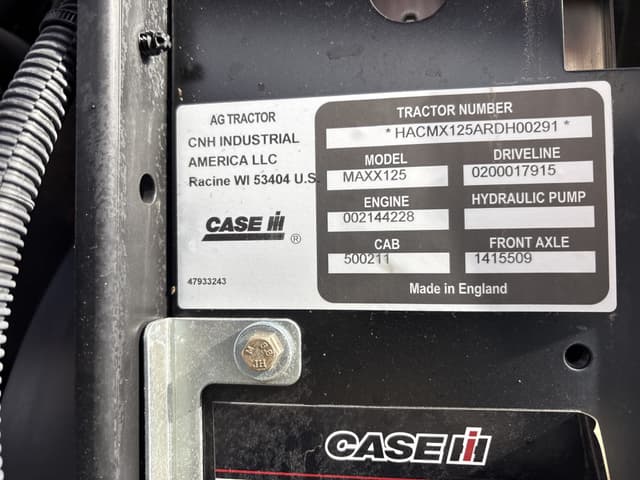 AG TRACTOR
CNH INDUSTRIAL
AMERICA LLC
Racine WI 53404 U.S.
CASE IH ®
47933243
TRACTOR NUMBER
* HACMX125ARDH00291 *
MODEL
MAXX125
DRIVELINE
0200017915
ENGINE
002144228
HYDRAULIC PUMP
CAB
500211
FRONT AXLE
1415509
Made in England
CASE IH